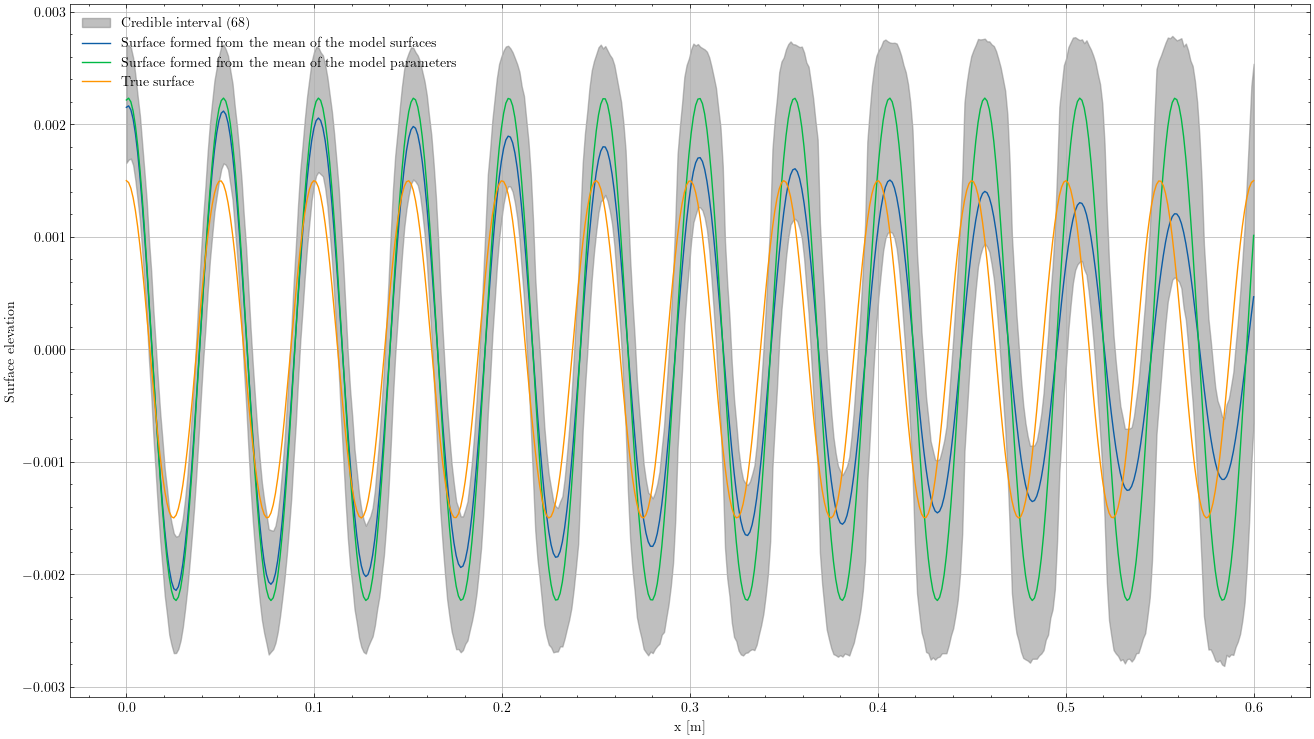 Credible interval (68)
Surface formed from the mean of the model surfaces
Surface formed from the mean of the model parameters
True surface
Surface elevation
0.003
0.002
0.001
0.000
−0.001
−0.002
−0.003
0.0 0.1 0.2 0.3 0.4 0.5 0.6
x [m]